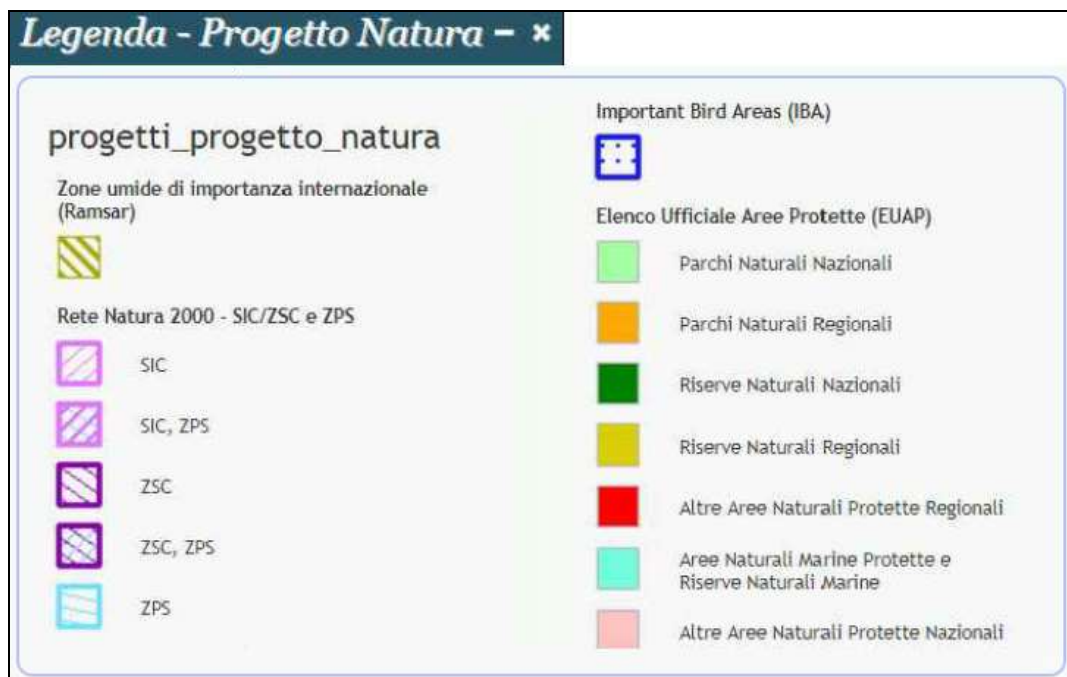 Legenda - Progetto Natura – ×
progetti_progetto_natura
Zone umide di importanza internazionale
(Ramsar)
Rete Natura 2000 - SIC/ZSC e ZPS
SIC
SIC, ZPS
ZSC
ZSC, ZPS
ZPS
Important Bird Areas (IBA)
Elenco Ufficiale Aree Protette (EUAP)
Parchi Naturali Nazionali
Parchi Naturali Regionali
Riserve Naturali Nazionali
Riserve Naturali Regionali
Altre Aree Naturali Protette Regionali
Aree Naturali Marine Protette e
Riserve Naturali Marine
Altre Aree Naturali Protette Nazionali